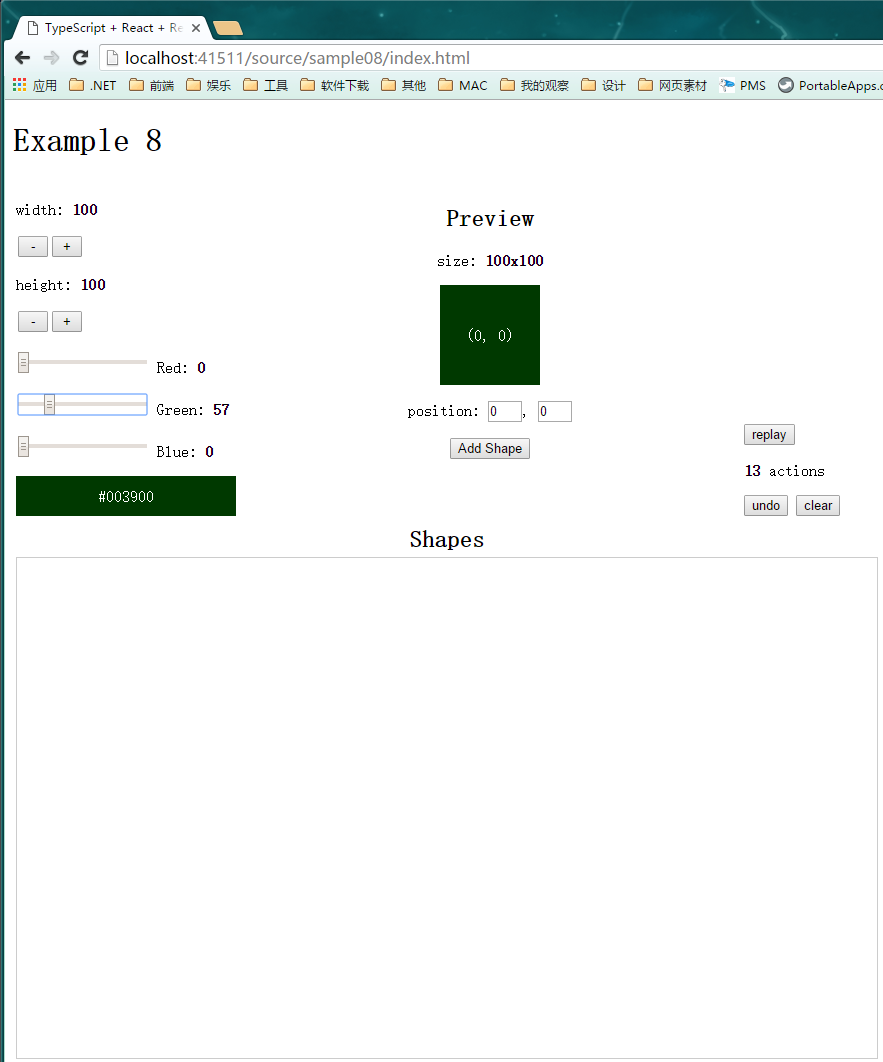 TypeScript + React + Re
localhost:41511/source/sample08/index.html
应用 .NET 前端 娱乐 工具 软件下载 其他 MAC 我的观察 设计 网页素材 PMS PortableApps.c
Example 8
width: 100
- +
height: 100
- +
Red: 0
Green: 57
Blue: 0
#003900
Preview
size: 100x100
(0, 0)
position: 0, 0
Add Shape
replay
13 actions
undo clear
Shapes